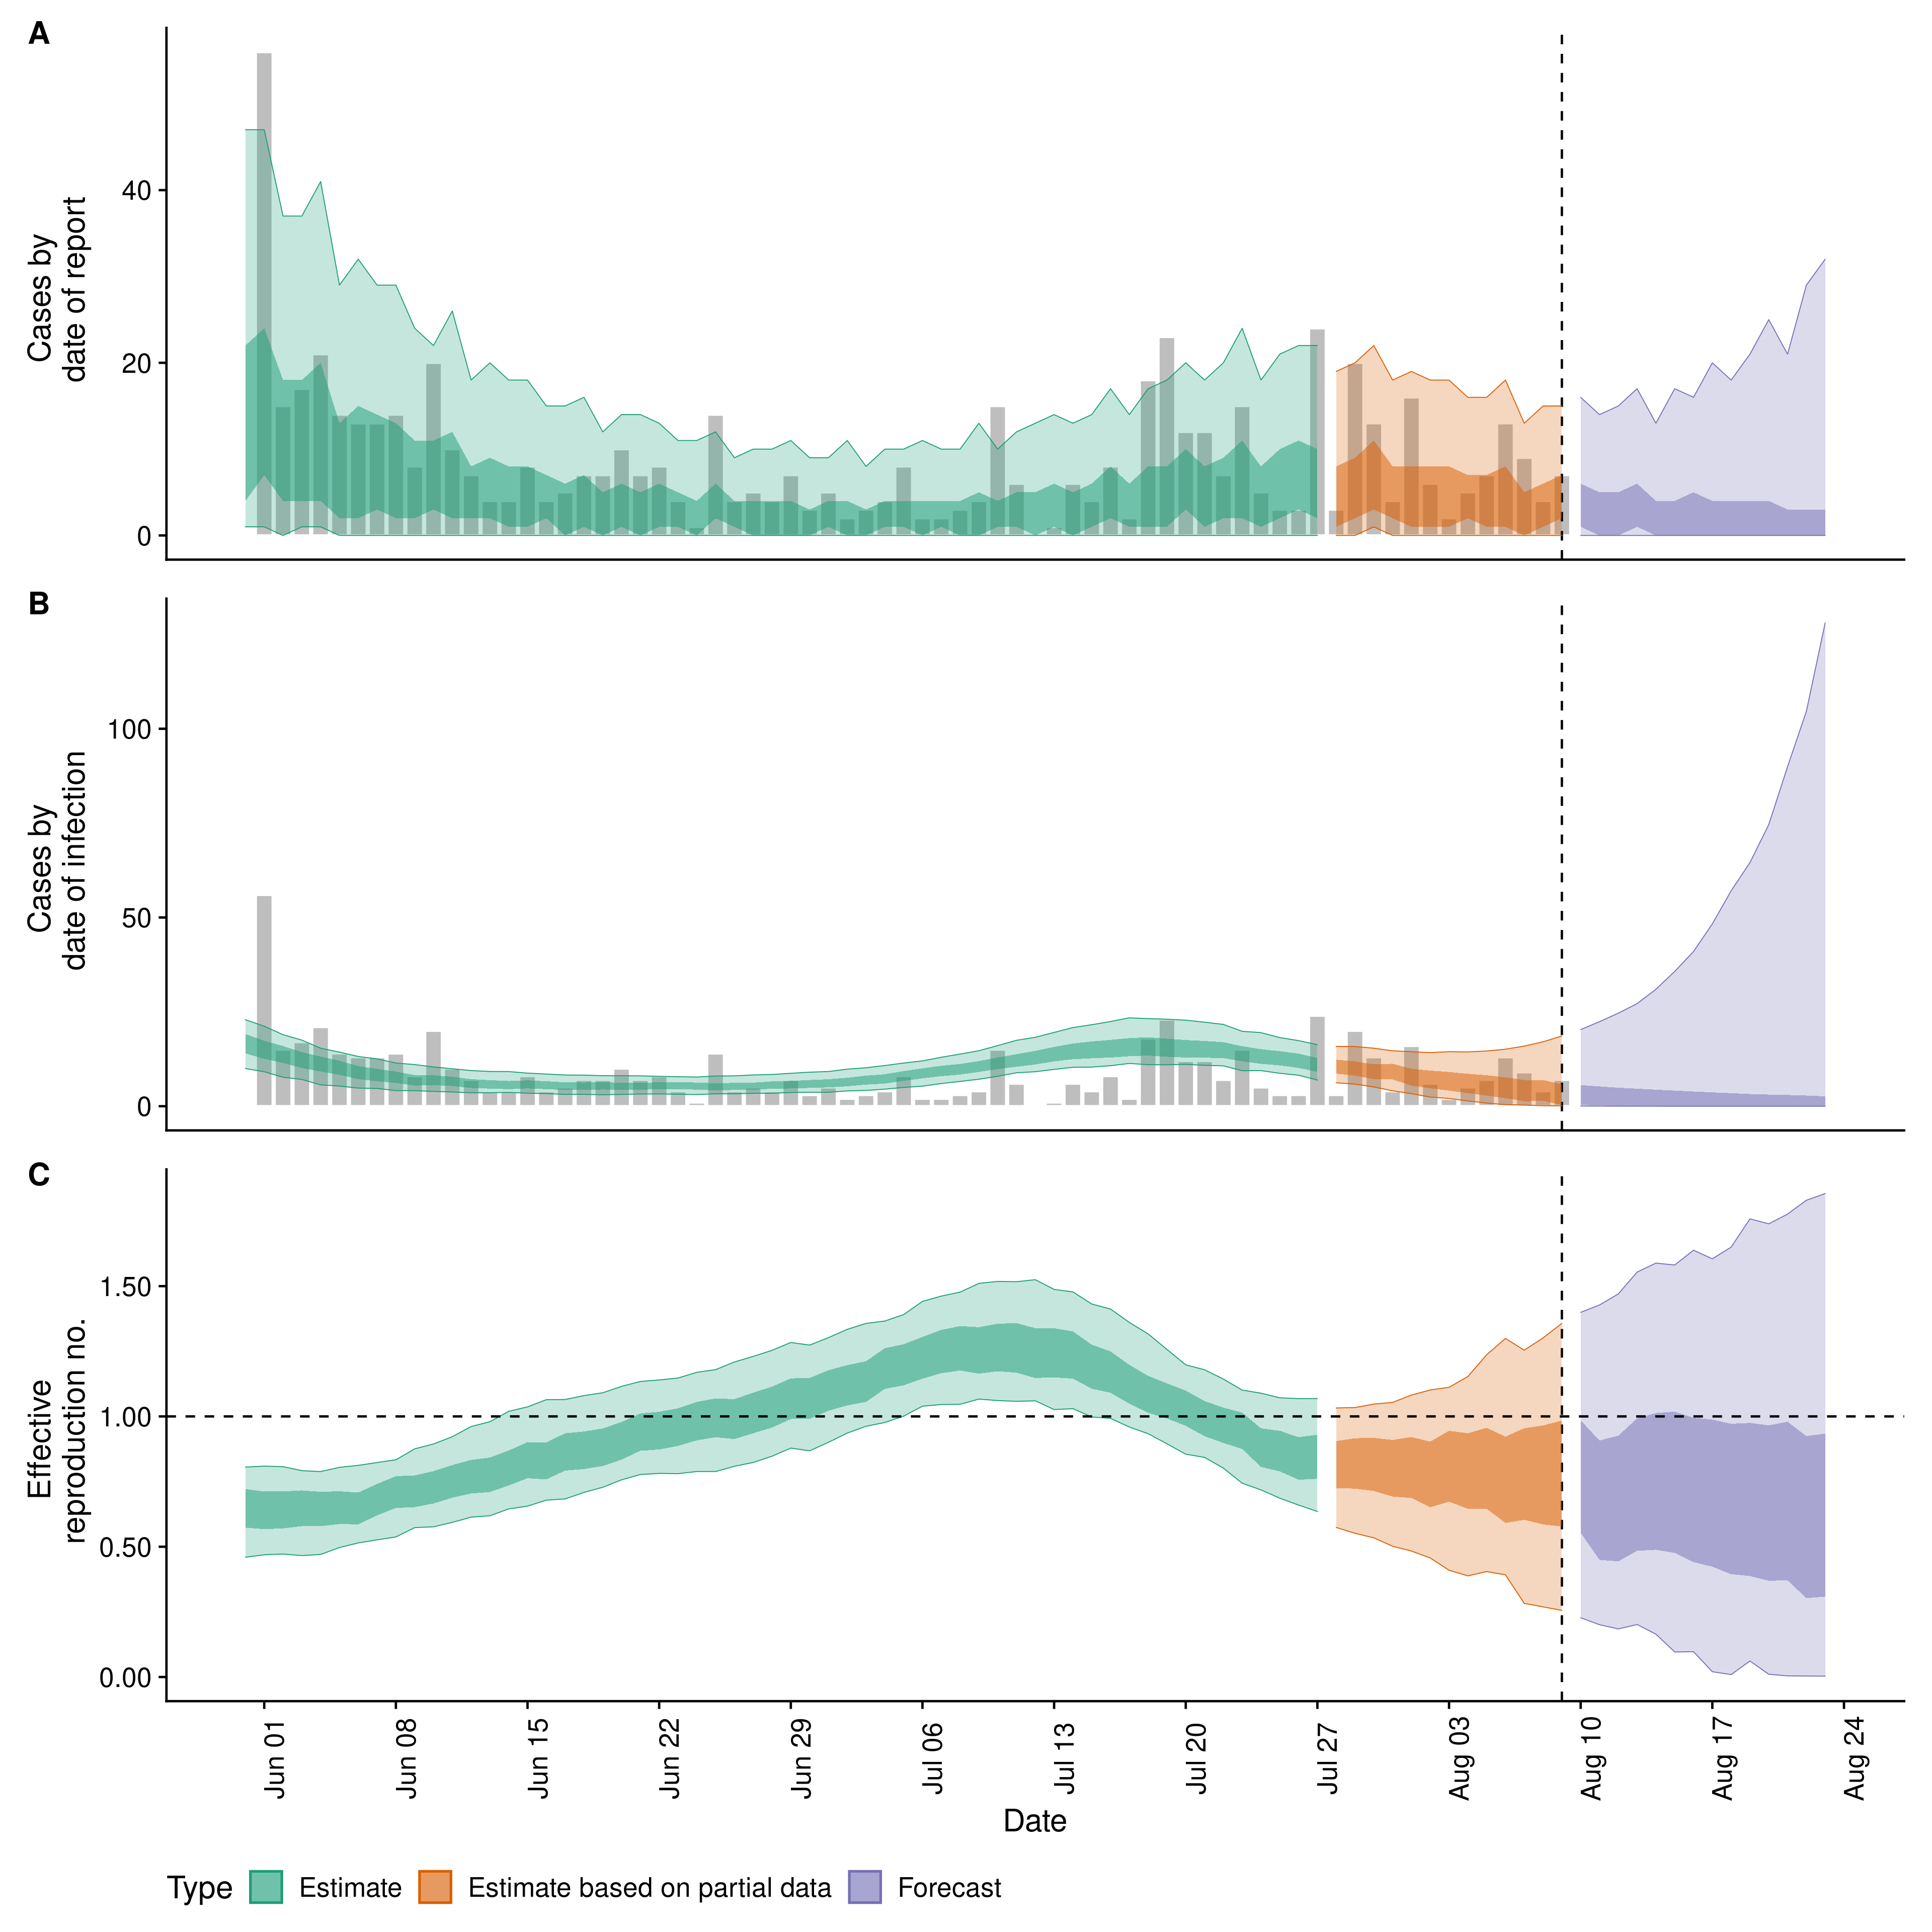 A
Cases by
date of report
40
20
0
B
Cases by
date of infection
100
50
0
C
Effective
reproduction no.
1.50
1.00
0.50
0.00
Jun 01
Jun 08
Jun 15
Jun 22
Jun 29
Jul 06
Jul 13
Jul 20
Jul 27
Aug 03
Aug 10
Aug 17
Aug 24
Date
Type Estimate Estimate based on partial data Forecast